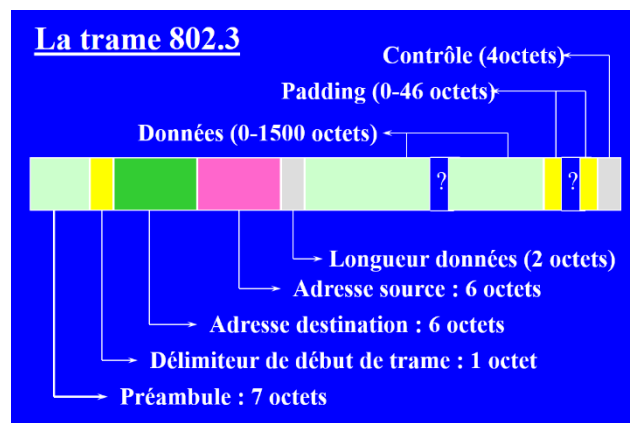 La trame 802.3
Contrôle (4octets)
Padding (0-46 octets)
Données (0-1500 octets)
? ?
Longueur données (2 octets)
Adresse source : 6 octets
Adresse destination : 6 octets
Délimiteur de début de trame : 1 octet
Préambule : 7 octets